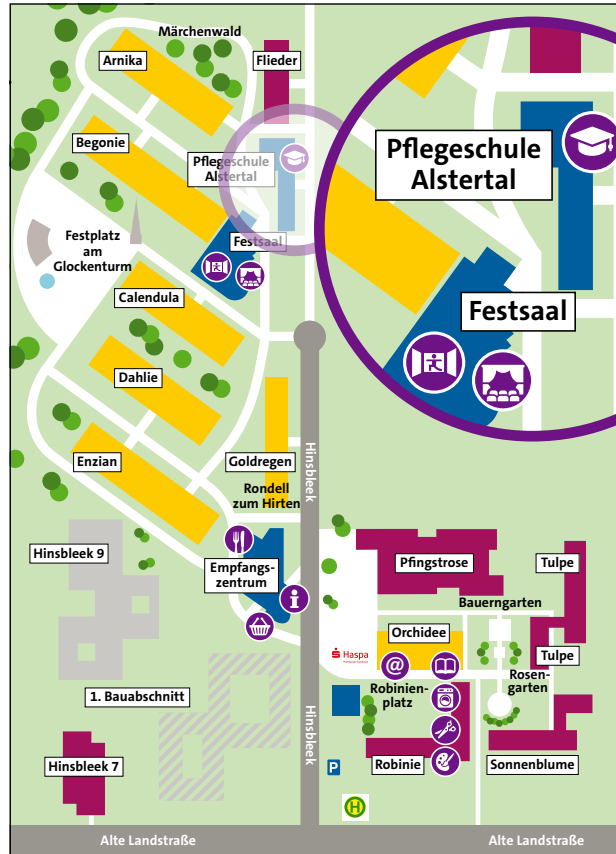 Märchenwald
Arnika
Flieder
Begonie
Pflegeschule
Alstertal
Pflegeschule
Alstertal
Festplatz
am
Glockenturm
Festsaal
Festsaal
Calendula
Dahlie
Enzian
Goldregen
Hinsbleek
Rondell
zum Hirten
Hinsbleek 9
Empfangs-
zentrum
i
Pfingstrose
Tulpe
Bauerngarten
Orchidee
Haspa
@
Tulpe
Rosen-
garten
Robinien-
platz
1. Bauabschnitt
Hinsbleek
Hinsbleek 7
Robinie
Sonnenblume
P
H
Alte Landstraße
Alte Landstraße